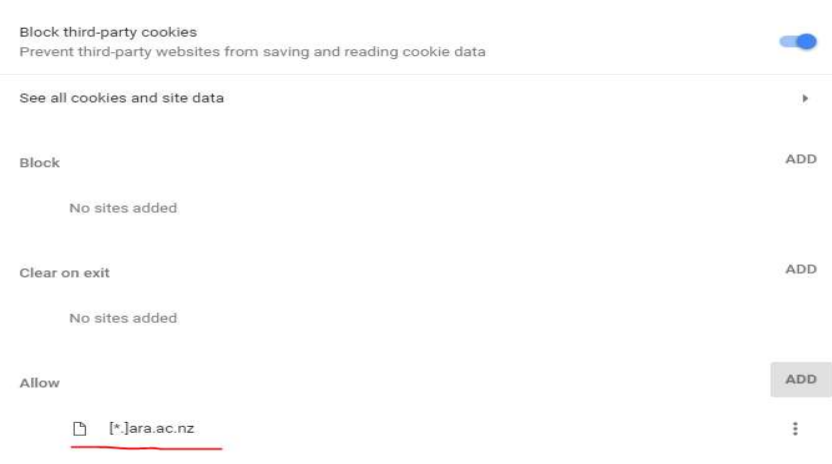 Block third-party cookies
Prevent third-party websites from saving and reading cookie data
See all cookies and site data
Block
ADD
No sites added
Clear on exit
ADD
No sites added
Allow
ADD
[*.]ara.ac.nz